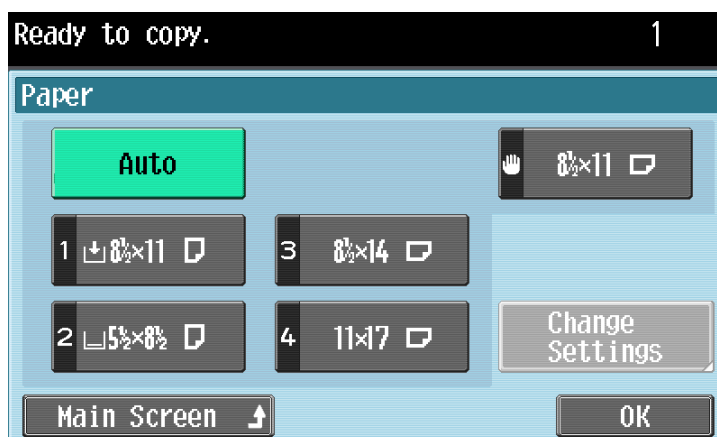 Ready to copy. 1
Paper
Auto
8½×11
1 8½×11
3 8½×14
2 5½×8½
4 11×17
Change
Settings
Main Screen
OK